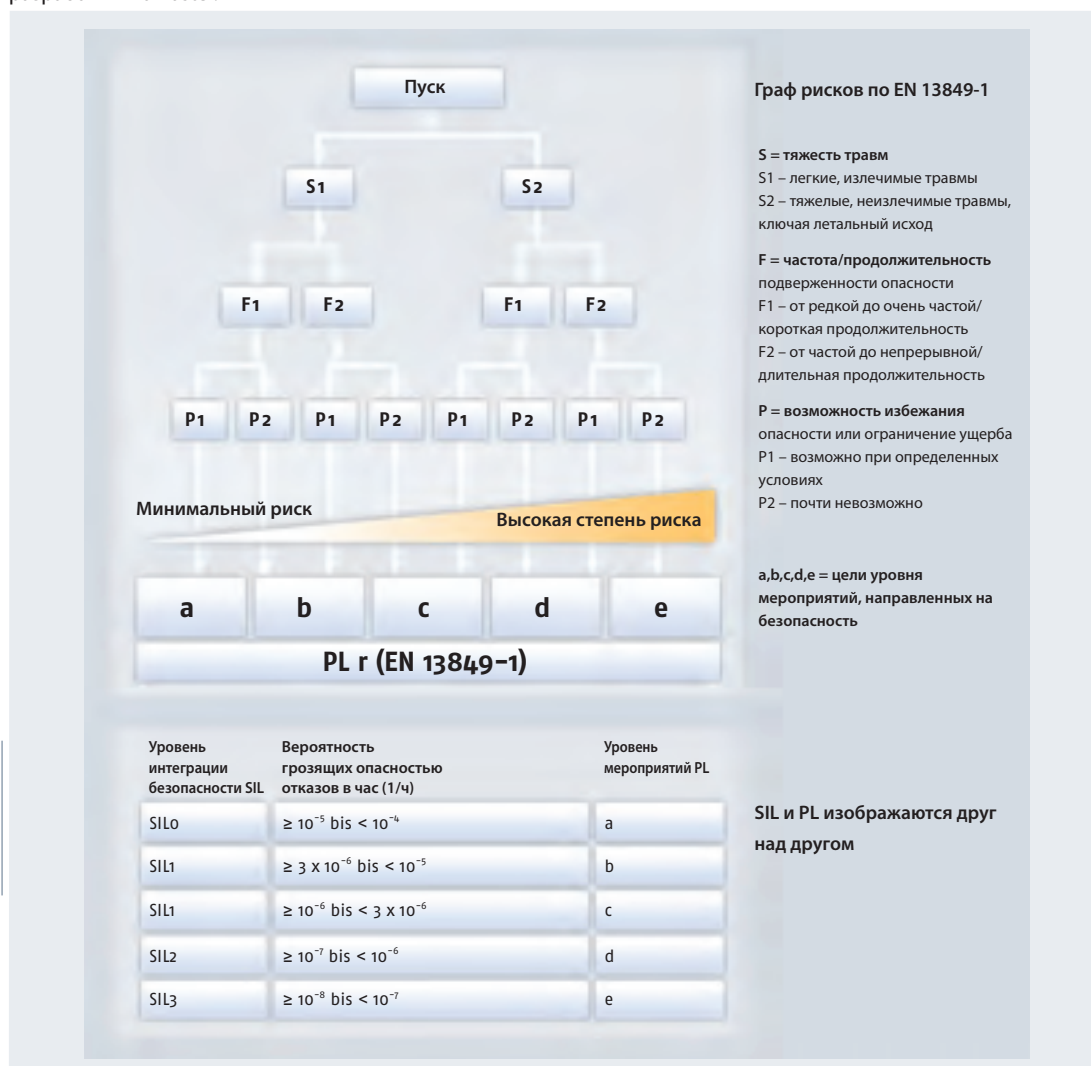 Пуск
S1
S2
F1
F2
F1
F2
P1
P2
P1
P2
P1
P2
P1
P2
Минимальный риск
Высокая степень риска
a
b
c
d
e
PL r (EN 13849-1)
Граф рисков по EN 13849-1
S = тяжесть травм
S1 – легкие, излечимые травмы
S2 – тяжелые, неизлечимые травмы,
ключая летальный исход
F = частота/продолжительность
подверженности опасности
F1 – от редкой до очень частой/
короткая продолжительность
F2 – от частой до непрерывной/
длительная продолжительность
P = возможность избежания
опасности или ограничение ущерба
P1 – возможно при определенных
условиях
P2 – почти невозможно
a,b,c,d,e = цели уровня
мероприятий, направленных на
безопасность
Уровень
интеграции
безопасности SIL
Вероятность
грозящих опасностью
отказов в час (1/ч)
Уровень
мероприятий PL
SIL0 ≥ 10⁻⁵ bis < 10⁻⁴ a
SIL1 ≥ 3 x 10⁻⁶ bis < 10⁻⁵ b
SIL1 ≥ 10⁻⁶ bis < 3 x 10⁻⁶ c
SIL2 ≥ 10⁻⁷ bis < 10⁻⁶ d
SIL3 ≥ 10⁻⁸ bis < 10⁻⁷ e
SIL и PL изображаются друг
над другом